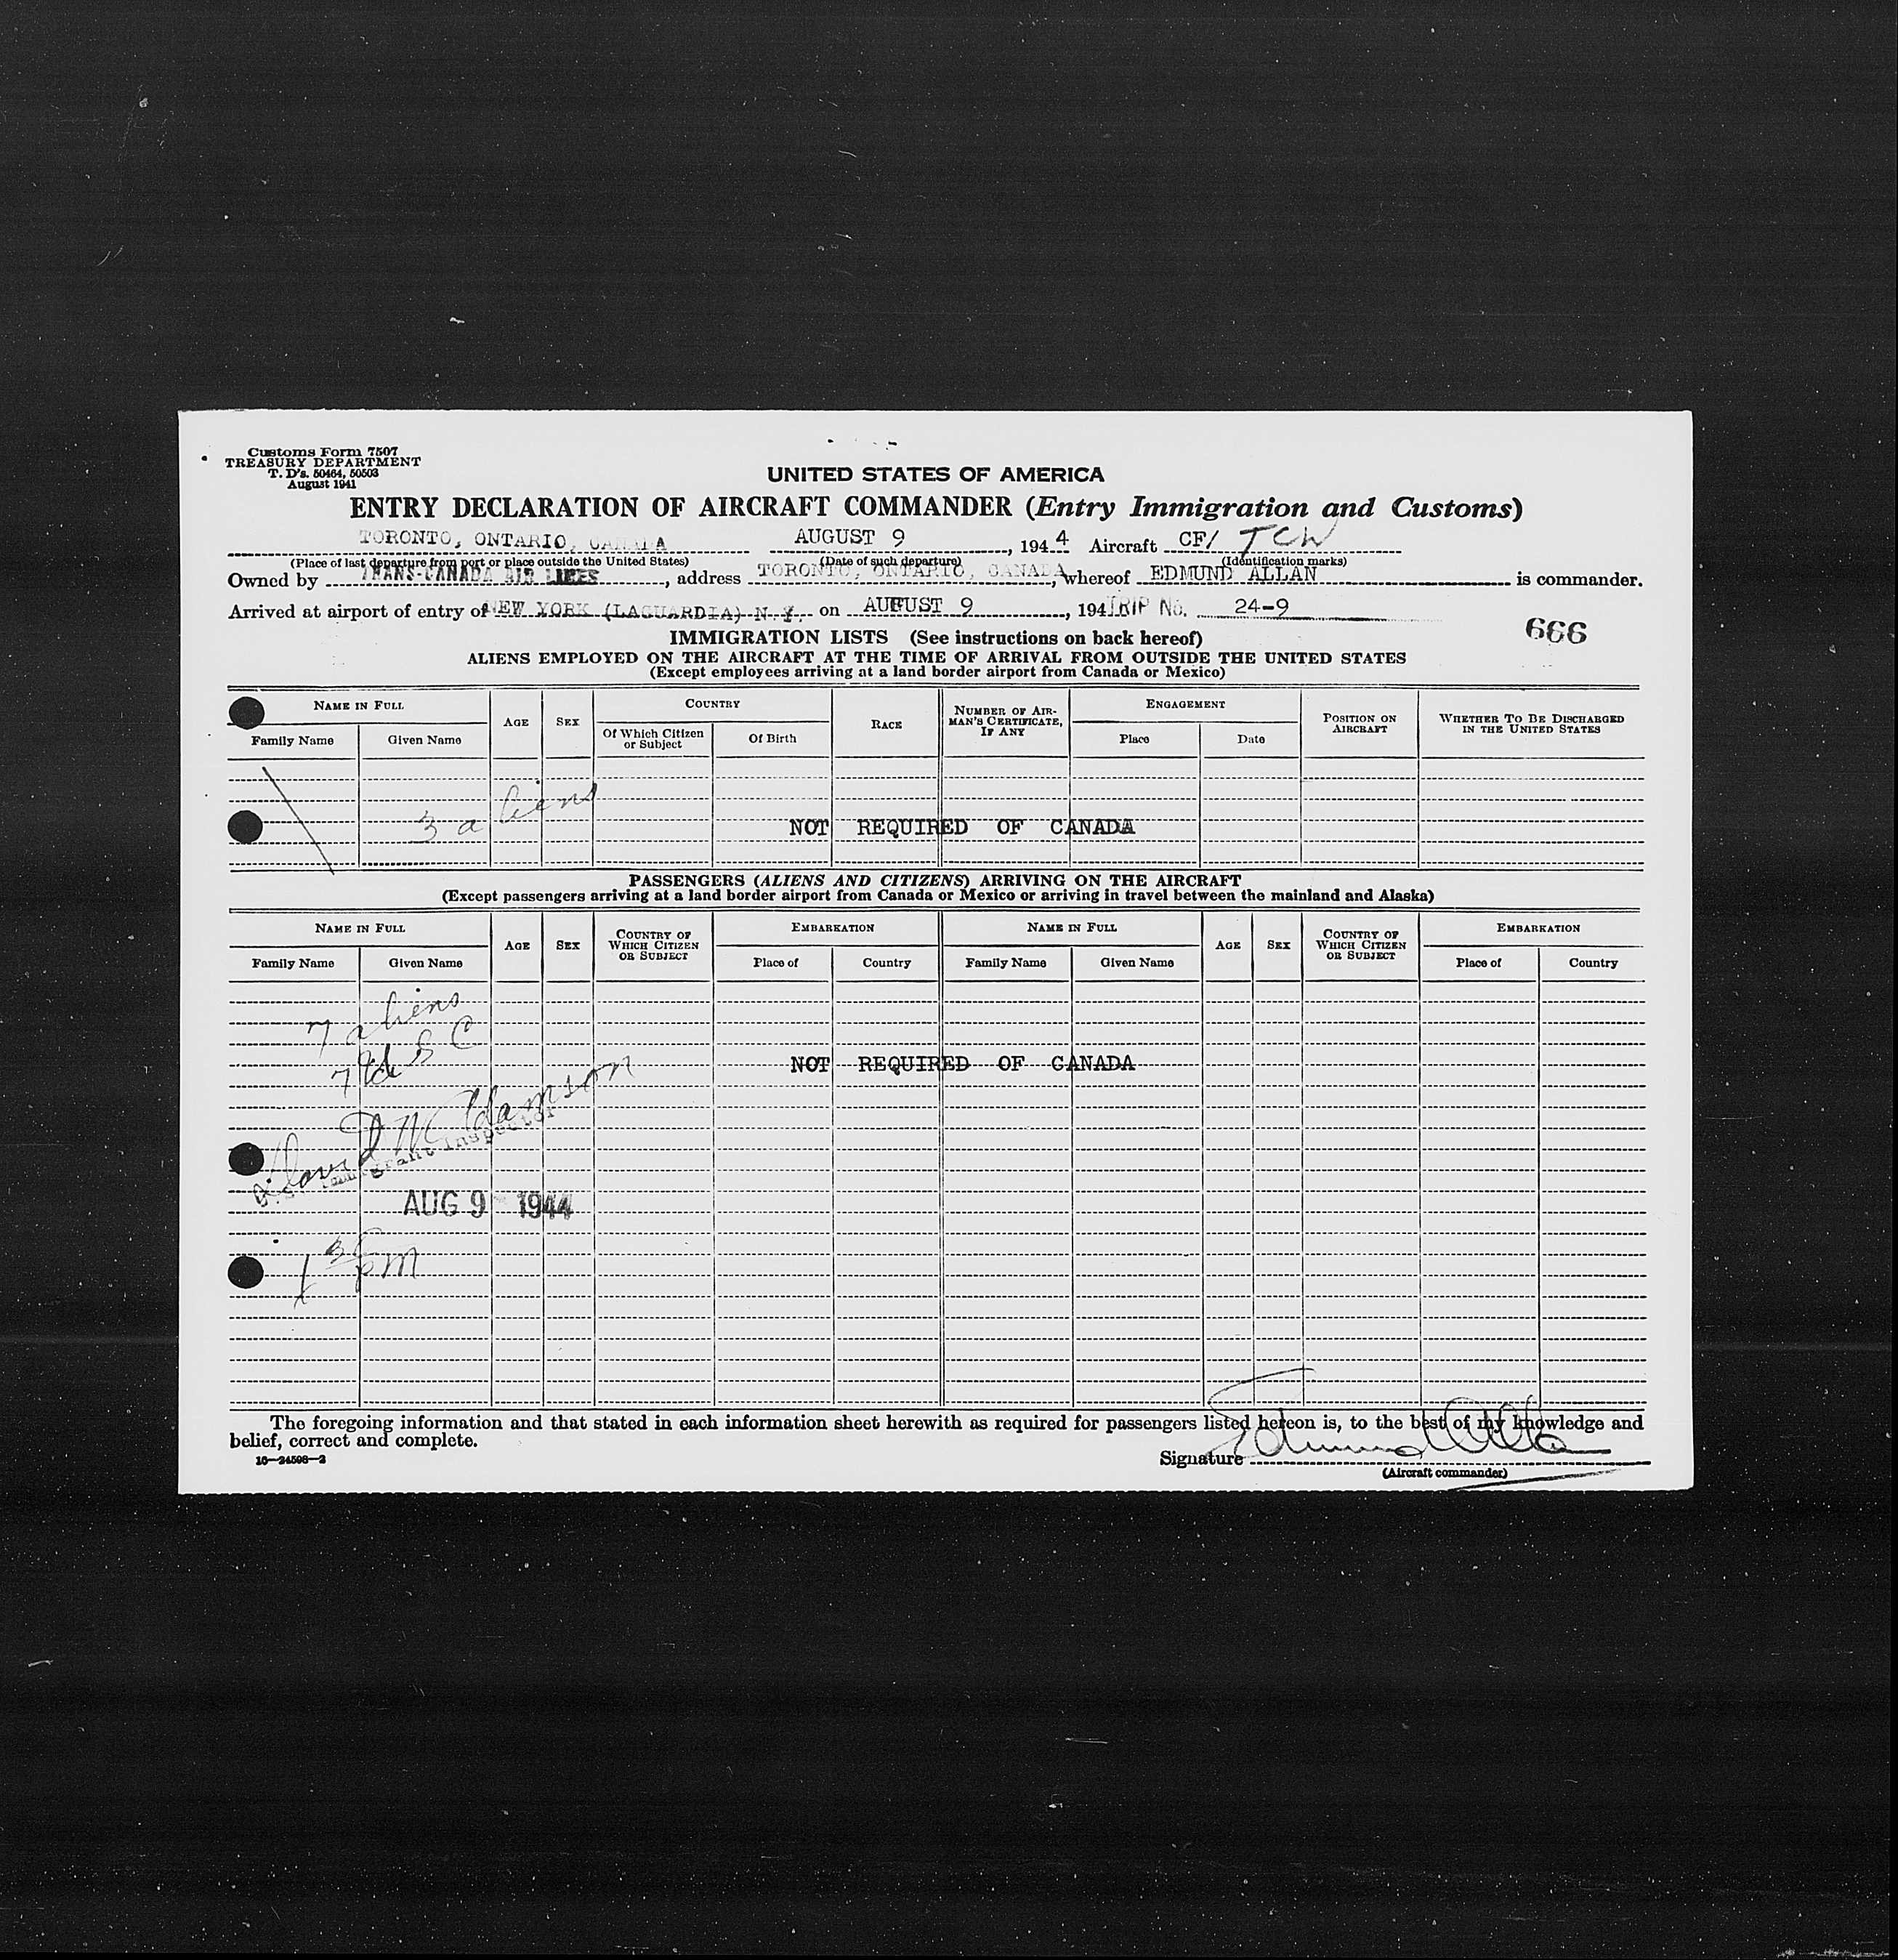 Customs Form 7507
TREASURY DEPARTMENT
T. D's. 50464, 50503
August 1941
UNITED STATES OF AMERICA
ENTRY DECLARATION OF AIRCRAFT COMMANDER (Entry Immigration and Customs)
TORONTO, ONTARIO, CANADA AUGUST 9, 1944 Aircraft CF/ TCW
(Place of last departure from port or place outside the United States) (Date of such departure) (Identification marks)
Owned by TRANS-CANADA AIR LINES, address TORONTO, ONTARIO, CANADA, whereof EDMUND ALLAN is commander.
Arrived at airport of entry of NEW YORK (LAGUARDIA) N.Y. on AUGUST 9, 194 TRIP No. 24-9
666
IMMIGRATION LISTS (See instructions on back hereof)
ALIENS EMPLOYED ON THE AIRCRAFT AT THE TIME OF ARRIVAL FROM OUTSIDE THE UNITED STATES
(Except employees arriving at a land border airport from Canada or Mexico)
NAME IN FULL AGE SEX COUNTRY RACE NUMBER OF AIRMAN'S CERTIFICATE, IF ANY ENGAGEMENT POSITION ON AIRCRAFT WHETHER TO BE DISCHARGED IN THE UNITED STATES
Family Name Given Name Of Which Citizen or Subject Of Birth Place Date
3 aliens
NOT REQUIRED OF CANADA
PASSENGERS (ALIENS AND CITIZENS) ARRIVING ON THE AIRCRAFT
(Except passengers arriving at a land border airport from Canada or Mexico or arriving in travel between the mainland and Alaska)
NAME IN FULL AGE SEX COUNTRY OF WHICH CITIZEN OR SUBJECT EMBARKATION NAME IN FULL AGE SEX COUNTRY OF WHICH CITIZEN OR SUBJECT EMBARKATION
Family Name Given Name Place of Country Family Name Given Name Place of Country
7 aliens
7 S C
NOT REQUIRED OF CANADA
David M Adamson
Immigrant Inspector
AUG 9 1944
1 pm
The foregoing information and that stated in each information sheet herewith as required for passengers listed hereon is, to the best of my knowledge and
belief, correct and complete.
16—24598—2
Signature Edmund Allan
(Aircraft commander)